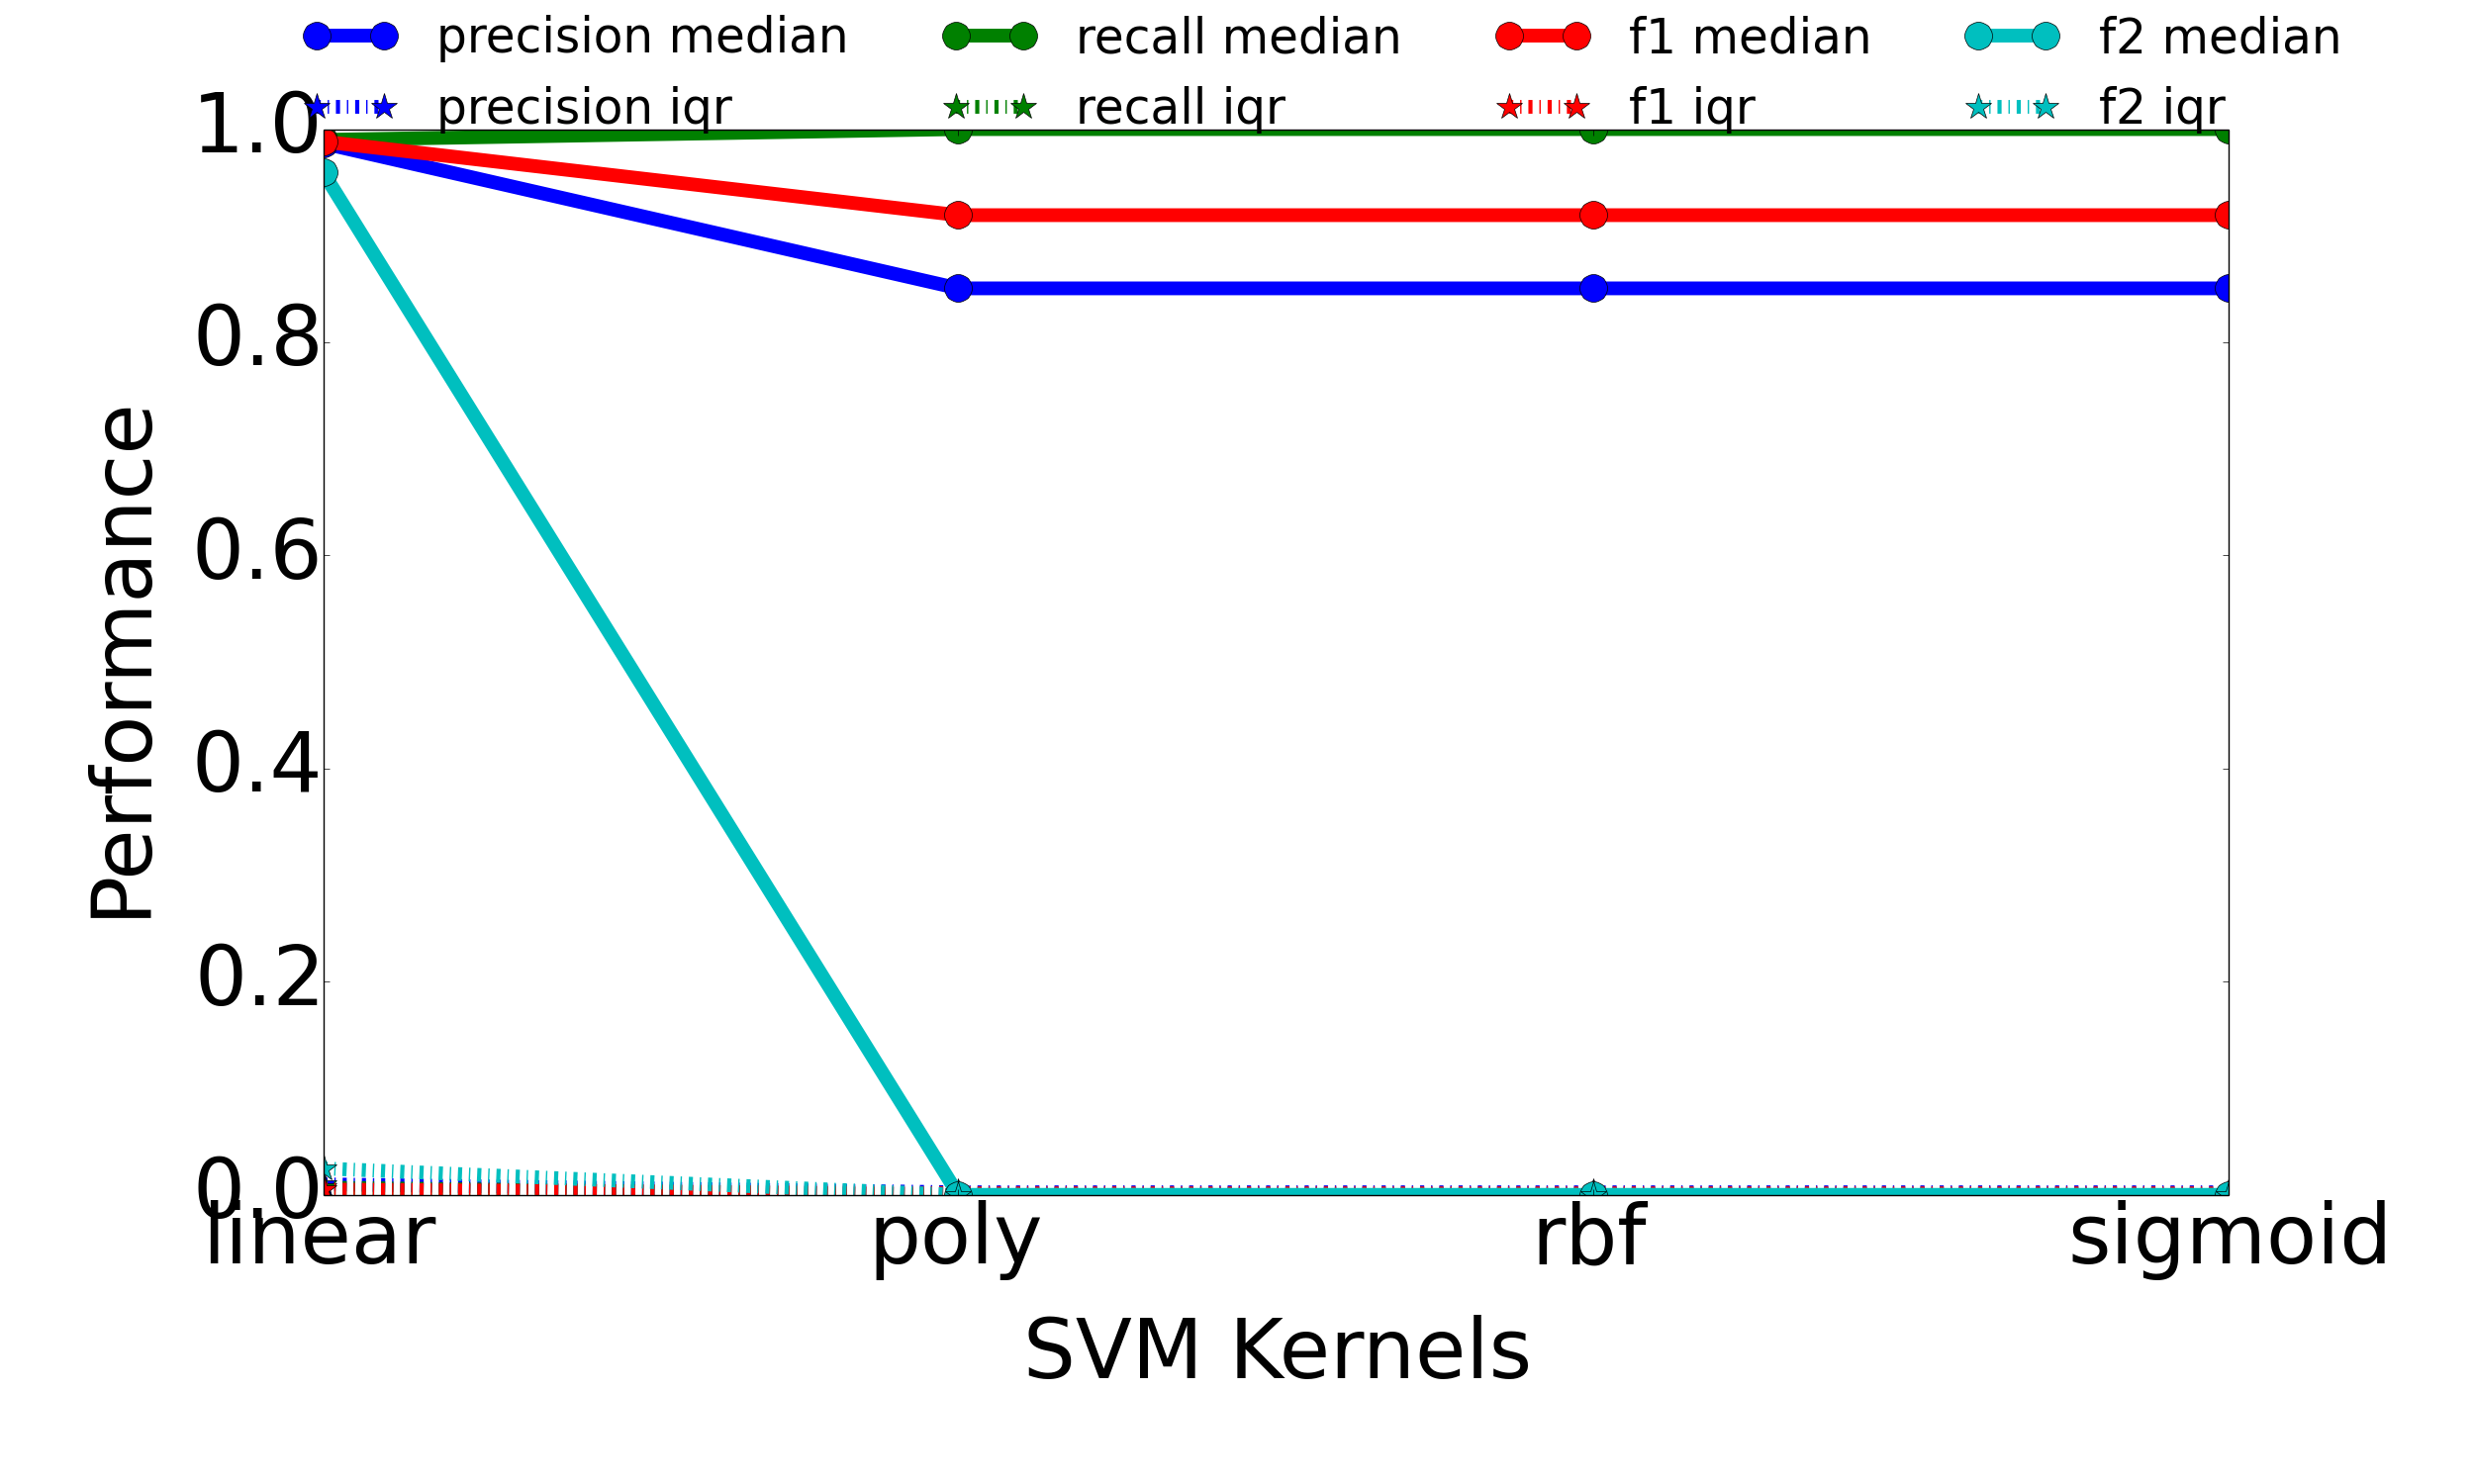 precision median recall median f1 median f2 median
precision iqr recall iqr f1 iqr f2 iqr
1.0
0.8
0.6
0.4
0.2
0.0
Performance
linear poly rbf sigmoid
SVM Kernels